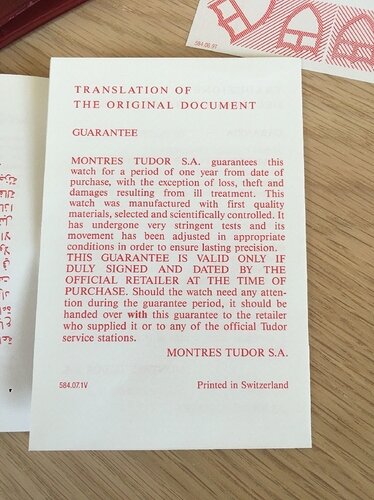 584.06.97.
TRANSLATION OF
THE ORIGINAL DOCUMENT
GUARANTEE
MONTRES TUDOR S.A. guarantees this
watch for a period of one year from date of
purchase, with the exception of loss, theft and
damages resulting from ill treatment. This
watch was manufactured with first quality
materials, selected and scientifically controlled. It
has undergone very stringent tests and its
movement has been adjusted in appropriate
conditions in order to ensure lasting precision.
THIS GUARANTEE IS VALID ONLY IF
DULY SIGNED AND DATED BY THE
OFFICIAL RETAILER AT THE TIME OF
PURCHASE. Should the watch need any atten-
tion during the guarantee period, it should be
handed over with this guarantee to the retailer
who supplied it or to any of the official Tudor
service stations.
MONTRES TUDOR S.A.
584.07.1V
Printed in Switzerland